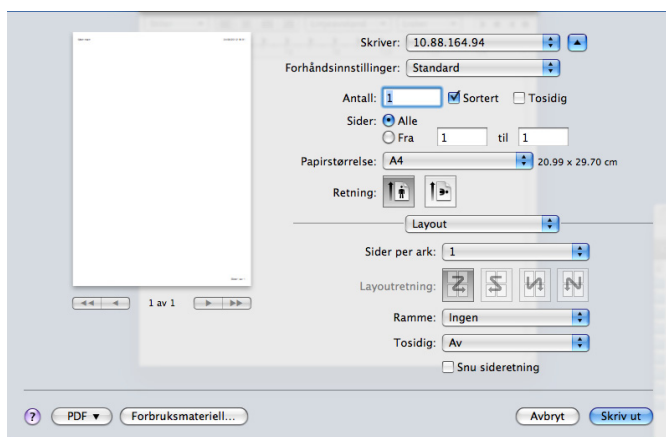 Skriver: 10.88.164.94
Forhåndsinnstillinger: Standard
Antall: 1 Sortert Tosidig
Sider: Alle
Fra 1 til 1
Papirstørrelse: A4 20.99 x 29.70 cm
Retning:
Layout
Sider per ark: 1
Layoutretning:
1 av 1
Ramme: Ingen
Tosidig: Av
Snu sideretning
? PDF Forbruksmateriell... Avbryt Skriv ut